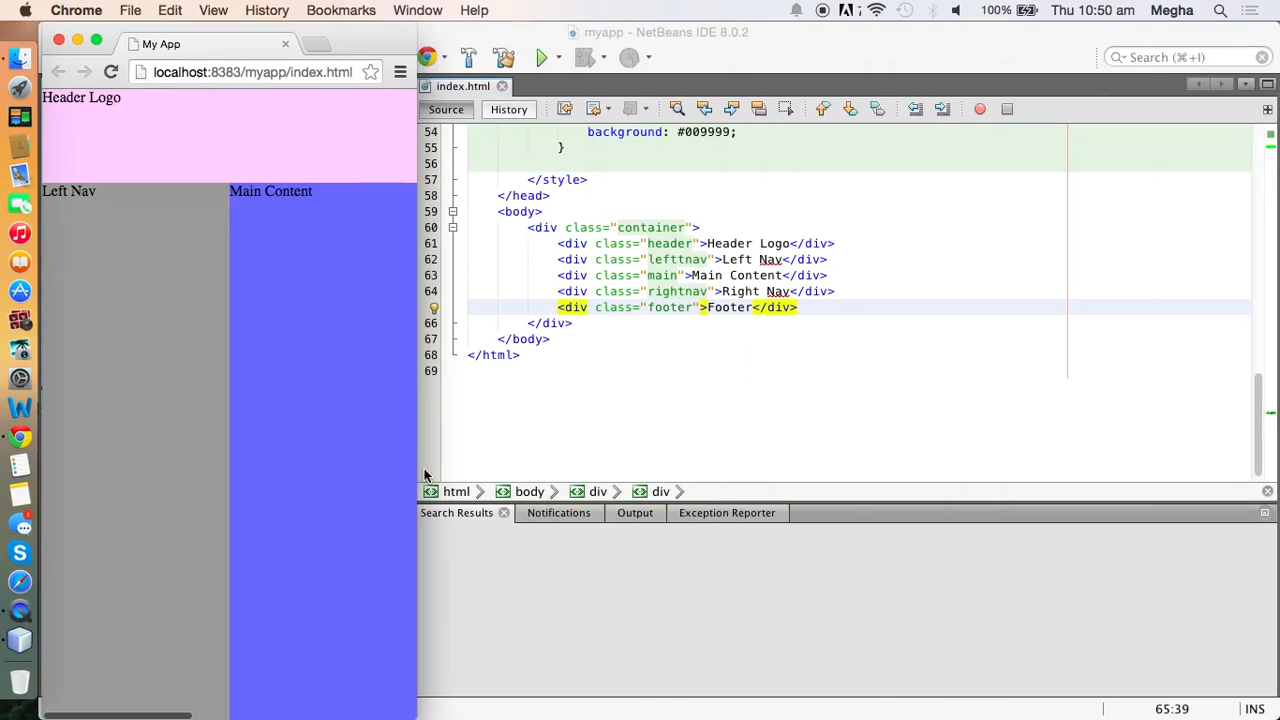 Chrome File Edit View History Bookmarks Window Help 100% Thu 10:50 am Megha
My App
myapp - NetBeans IDE 8.0.2
localhost:8383/myapp/index.html
Search (⌘+I)
index.html
Source History
Header Logo
Left Nav Main Content
54 background: #009999;
55 }
56
57 </style>
58 </head>
59 <body>
60 <div class="container">
61 <div class="header">Header Logo</div>
62 <div class="lefttnav">Left Nav</div>
63 <div class="main">Main Content</div>
64 <div class="rightnav">Right Nav</div>
<div class="footer">Footer</div>
66 </div>
67 </body>
68 </html>
69
html body div div
Search Results Notifications Output Exception Reporter
65:39 INS